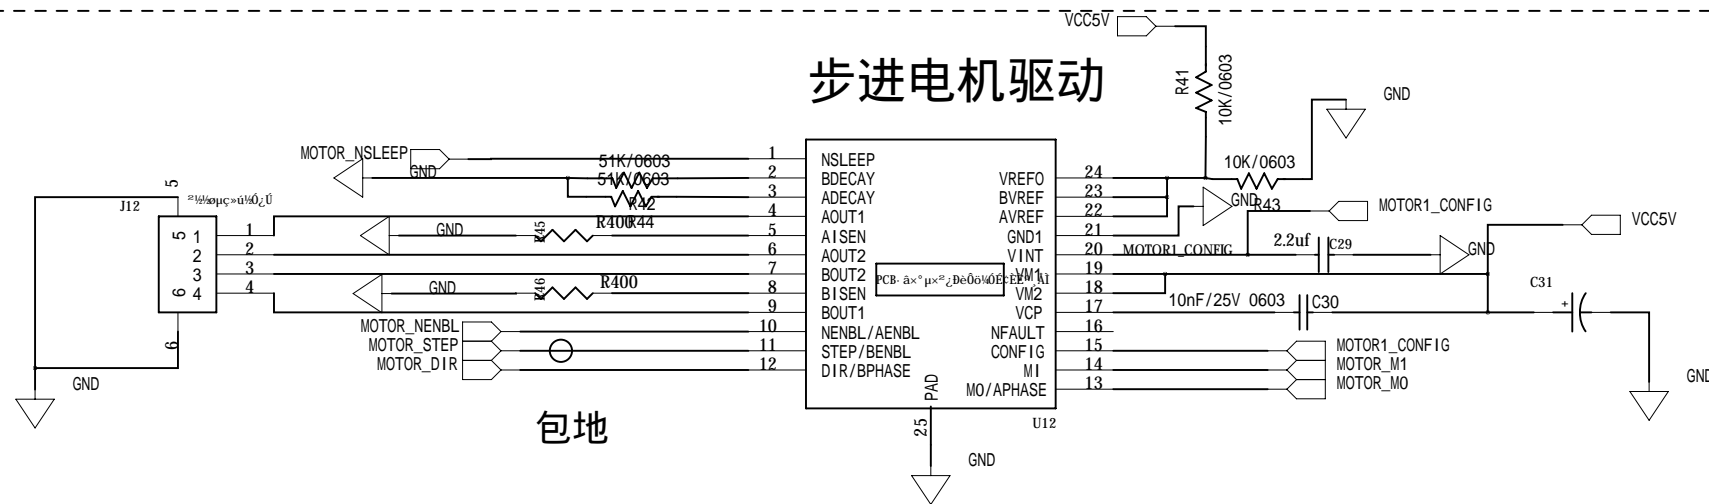 VCC5V
步进电机驱动
R41
10K/0603
GND
MOTOR_NSLEEP
GND
51K/0603
51K/0603
R42
R44
10K/0603
R43
GND
MOTOR1_CONFIG
VCC5V
J12
5
5
1
2
3
4
6
6
1
2
3
4
GND
GND
R45
R400
GND
R46
R400
MOTOR_NENBL
MOTOR_STEP
MOTOR_DIR
包地
1 NSLEEP
2 BDECAY
3 ADECAY
4 AOUT1
5 AISEN
6 AOUT2
7 BOUT2
8 BISEN
9 BOUT1
10 NENBL/AENBL
11 STEP/BENBL
12 DIR/BPHASE
VREFO 24
BVREF 23
AVREF 22
GND1 21
VINT 20
VM1 19
VM2 18
VCP 17
NFAULT 16
CONFIG 15
MI 14
MO/APHASE 13
PAD
25
U12
GND
MOTOR1_CONFIG
2.2uf
C29
GND
10nF/25V 0603
C30
C31
+
GND
MOTOR1_CONFIG
MOTOR_M1
MOTOR_M0